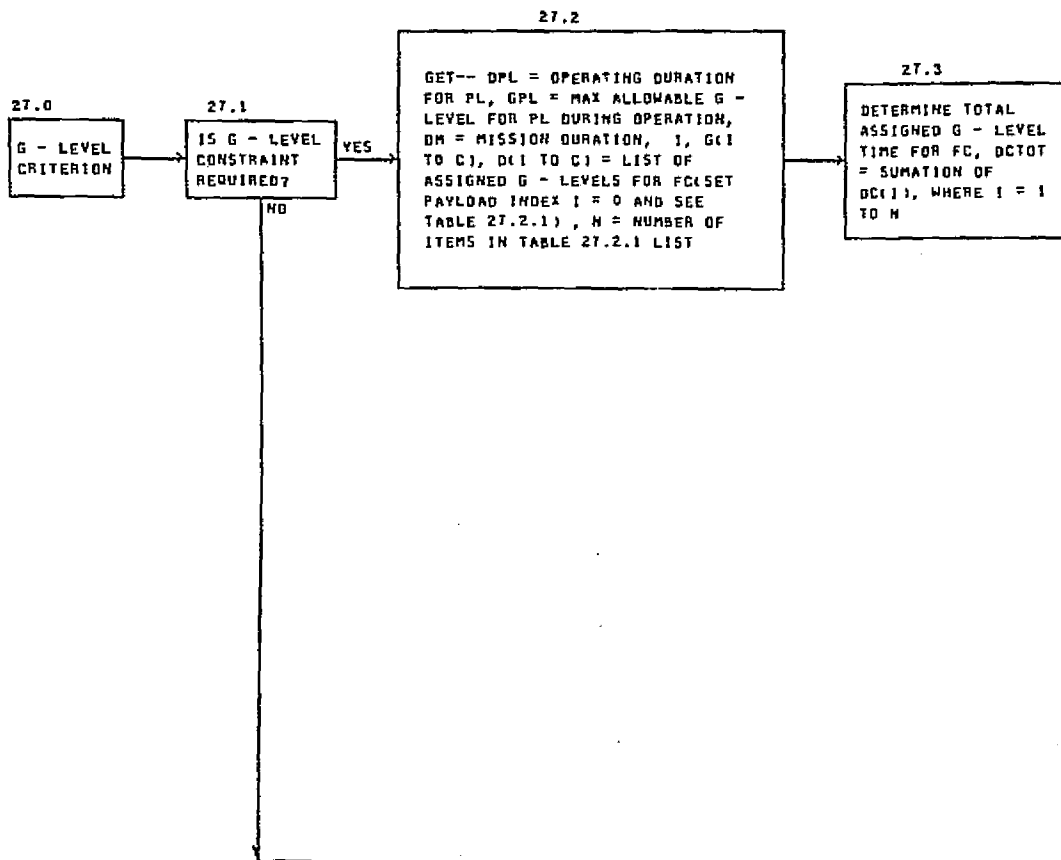 27.0
G - LEVEL
CRITERION
27.1
IS G - LEVEL
CONSTRAINT
REQUIRED?
YES
NO
27.2
GET-- DPL = OPERATING DURATION
FOR PL, GPL = MAX ALLOWABLE G -
LEVEL FOR PL DURING OPERATION,
DM = MISSION DURATION, I, G(I
TO C), D(I TO C) = LIST OF
ASSIGNED G - LEVELS FOR FC(SET
PAYLOAD INDEX I = 0 AND SEE
TABLE 27.2.1) , N = NUMBER OF
ITEMS IN TABLE 27.2.1 LIST
27.3
DETERMINE TOTAL
ASSIGNED G - LEVEL
TIME FOR FC, DCTOT
= SUMATION OF
DC(I), WHERE I = 1
TO N